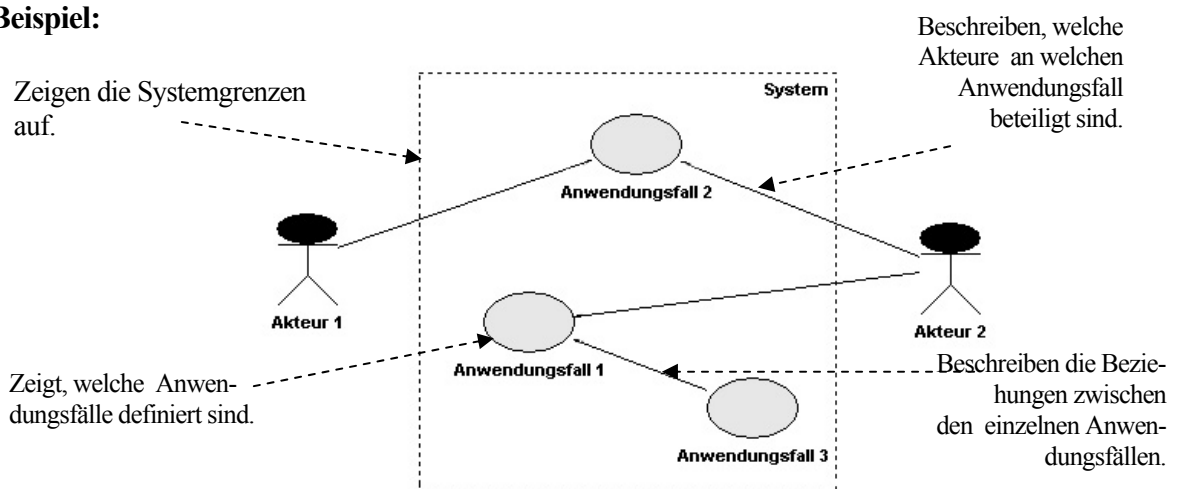 Beispiel:
Beschreiben, welche
Akteure an welchen
Anwendungsfall
beteiligt sind.
Zeigen die Systemgrenzen
auf.
System
Anwendungsfall 2
Akteur 1
Akteur 2
Anwendungsfall 1
Zeigt, welche Anwen-
dungsfälle definiert sind.
Beschreiben die Bezie-
hungen zwischen
den einzelnen Anwen-
dungsfällen.
Anwendungsfall 3